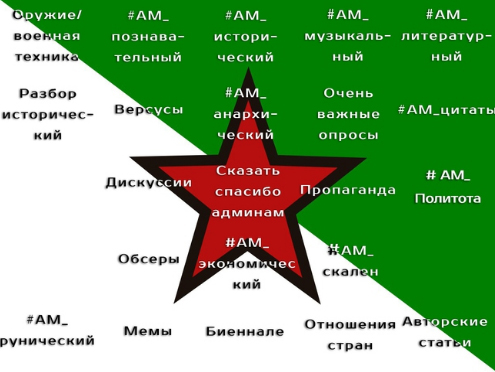 Оружие/
военная
техника
#AM_
познава-
тельный
#AM_
истори-
ческий
#AM_
музыкаль-
ный
#AM_
литератур-
ный
Разбор
историчес-
кий
Версусы
#AM_
анархи-
ческий
Очень
важные
опросы
#AM_цитаты
Дискуссии
Сказать
спасибо
админам
Пропаганда
# AM_
Политота
Обсеры
#AM_
экономичес
кий
#AM_
скален
#AM_
рунический
Мемы
Биеннале
Отношения
стран
Авторские
статьи